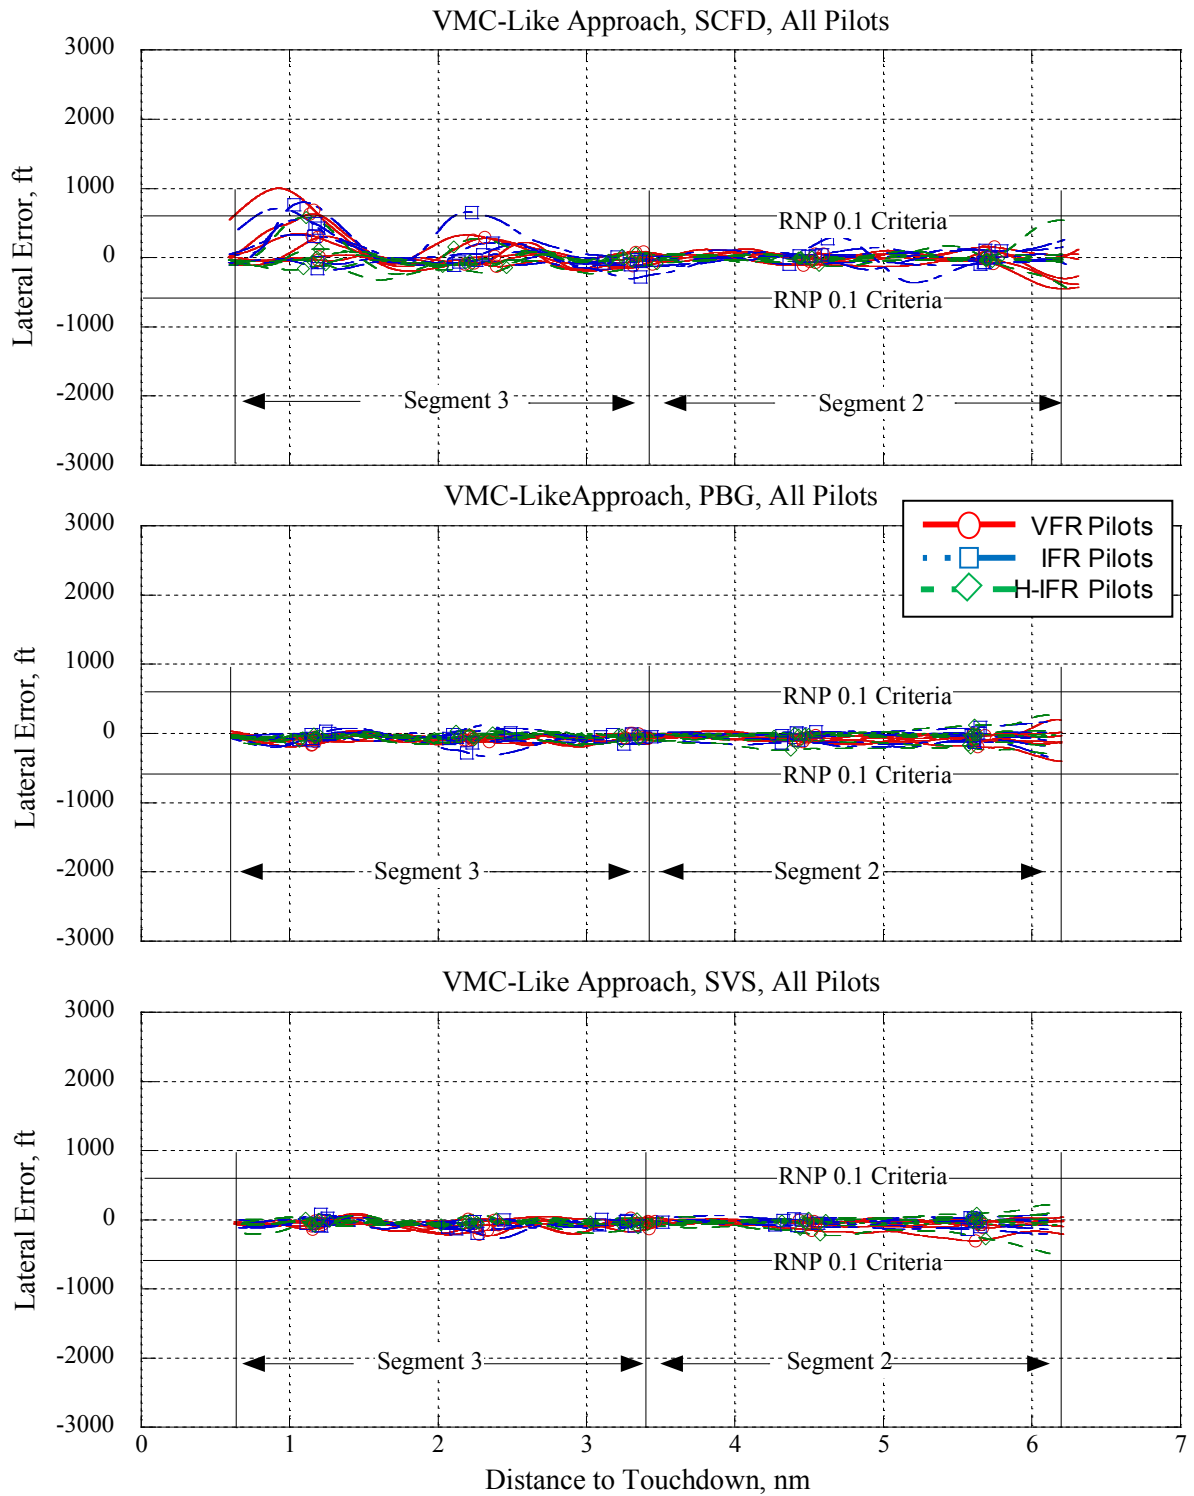 VMC-Like Approach, SCFD, All Pilots
3000
2000
1000
0
-1000
-2000
-3000
Lateral Error, ft
RNP 0.1 Criteria
RNP 0.1 Criteria
Segment 3
Segment 2
VMC-LikeApproach, PBG, All Pilots
3000
2000
1000
0
-1000
-2000
-3000
Lateral Error, ft
VFR Pilots
IFR Pilots
H-IFR Pilots
RNP 0.1 Criteria
RNP 0.1 Criteria
Segment 3
Segment 2
VMC-Like Approach, SVS, All Pilots
3000
2000
1000
0
-1000
-2000
-3000
Lateral Error, ft
RNP 0.1 Criteria
RNP 0.1 Criteria
Segment 3
Segment 2
0 1 2 3 4 5 6 7
Distance to Touchdown, nm